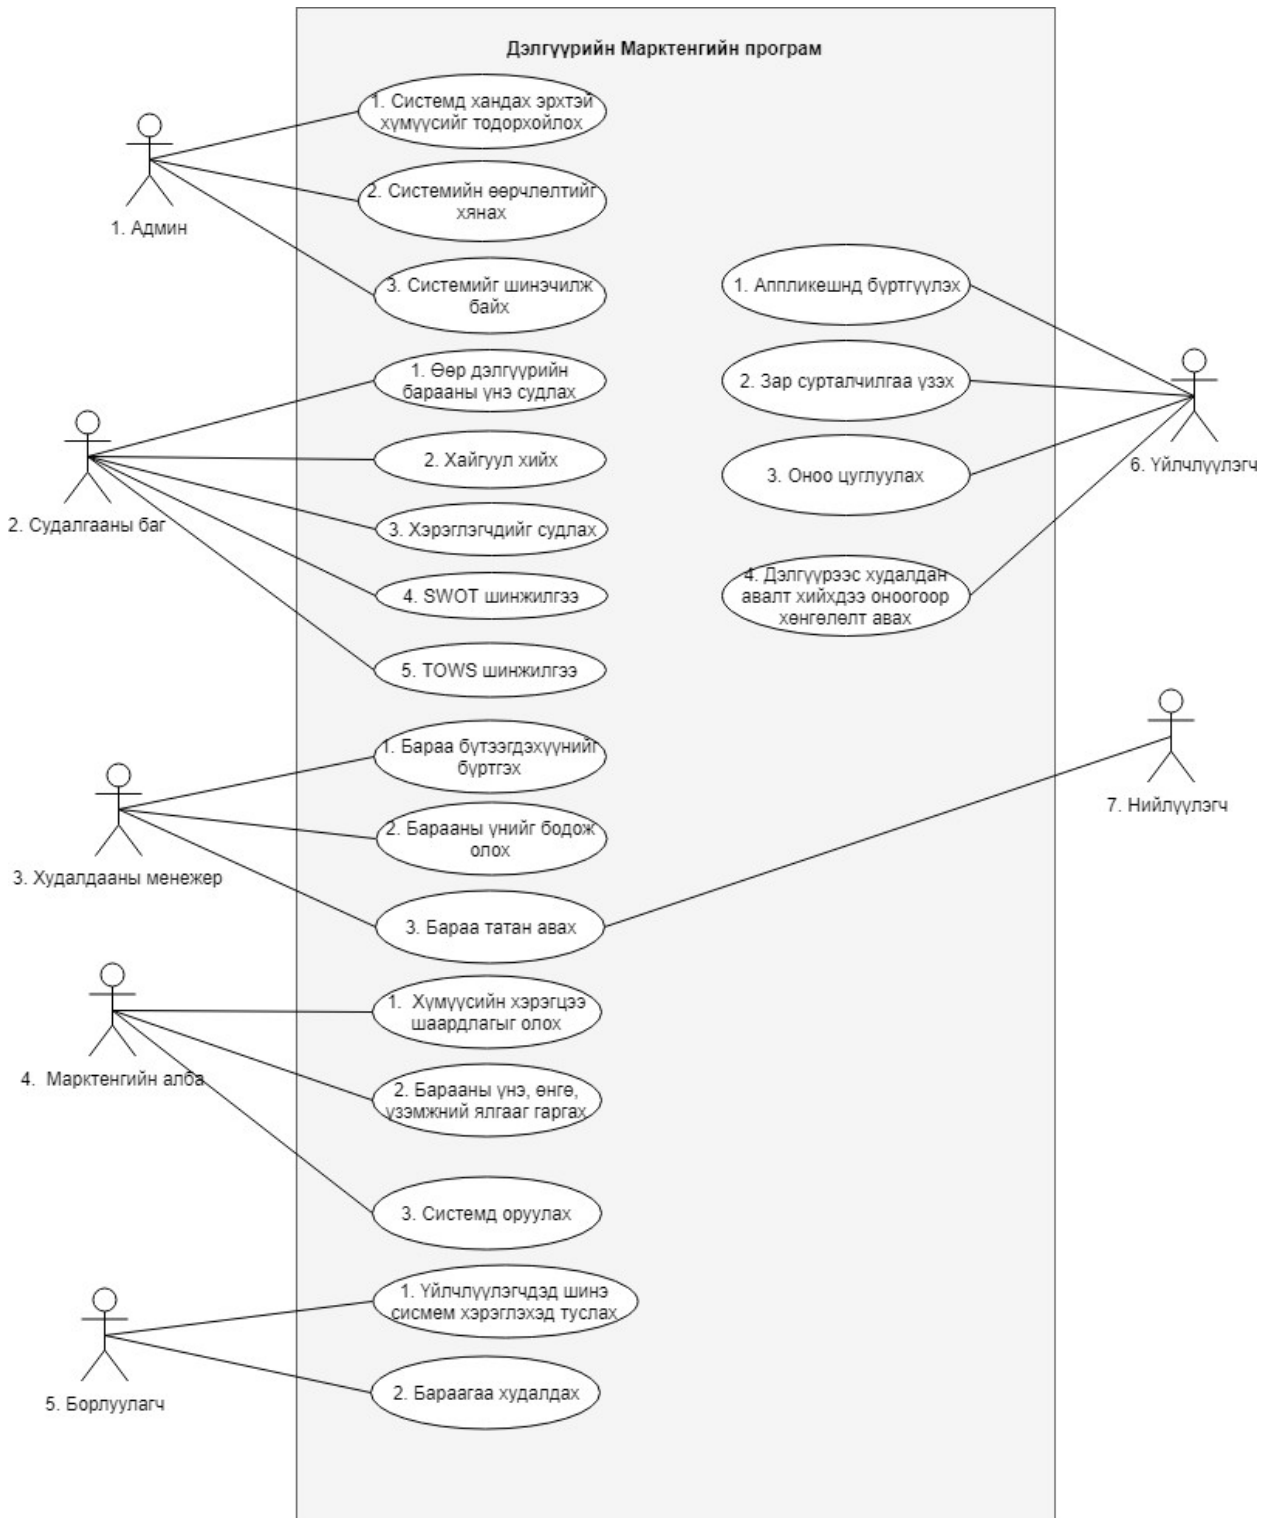 Дэлгүүрийн Марктенгийн програм
1. Системд хандах эрхтэй
хүмүүсийг тодорхойлох
2. Системийн өөрчлөлтийг
хянах
1. Админ
3. Системийг шинэчилж
байх
1. Өөр дэлгүүрийн
барааны үнэ судлах
2. Хайгуул хийх
3. Хэрэглэгчдийг судлах
2. Судалгааны баг
4. SWOT шинжилгээ
5. TOWS шинжилгээ
1. Бараа бүтээгдэхүүнийг
бүртгэх
2. Барааны үнийг бодож
олох
3. Худалдааны менежер
3. Бараа татан авах
1. Хүмүүсийн хэрэгцээ
шаардлагыг олох
4. Марктенгийн алба
2. Барааны үнэ, өнгө,
үзэмжний ялгааг гаргах
3. Системд оруулах
1. Үйлчлүүлэгчдэд шинэ
сисмем хэрэглэхэд туслах
2. Бараагаа худалдах
5. Борлуулагч
1. Аппликешнд бүртгүүлэх
2. Зар сурталчилгаа үзэх
3. Оноо цуглуулах
6. Үйлчлүүлэгч
4. Дэлгүүрээс худалдан
авалт хийхдээ оноогоор
хөнгөлөлт авах
7. Нийлүүлэгч